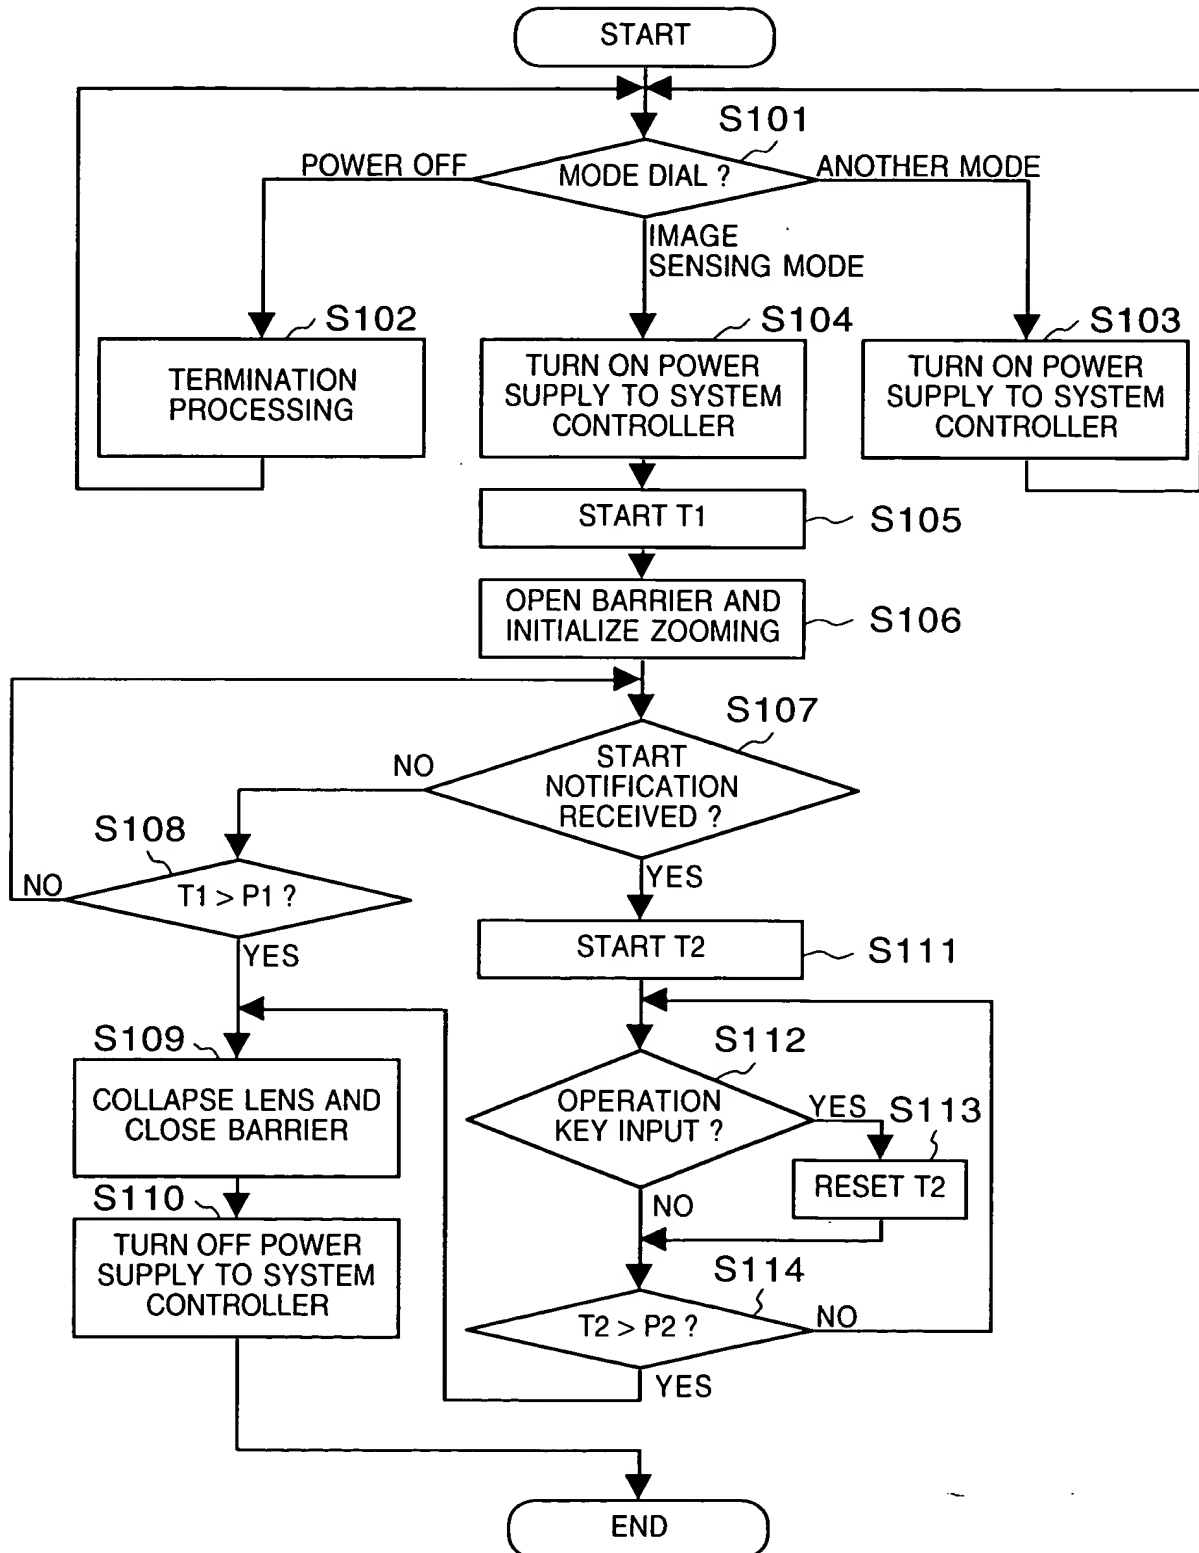 START
S101
POWER OFF
MODE DIAL ?
ANOTHER MODE
IMAGE
SENSING MODE
S102
S104
S103
TERMINATION
PROCESSING
TURN ON POWER
SUPPLY TO SYSTEM
CONTROLLER
TURN ON POWER
SUPPLY TO SYSTEM
CONTROLLER
START T1
S105
OPEN BARRIER AND
INITIALIZE ZOOMING
S106
S107
NO
START
NOTIFICATION
RECEIVED ?
S108
NO
T1 > P1 ?
YES
YES
START T2
S111
S109
COLLAPSE LENS AND
CLOSE BARRIER
S112
OPERATION
KEY INPUT ?
YES
S113
RESET T2
NO
S110
TURN OFF POWER
SUPPLY TO SYSTEM
CONTROLLER
S114
T2 > P2 ?
NO
YES
END